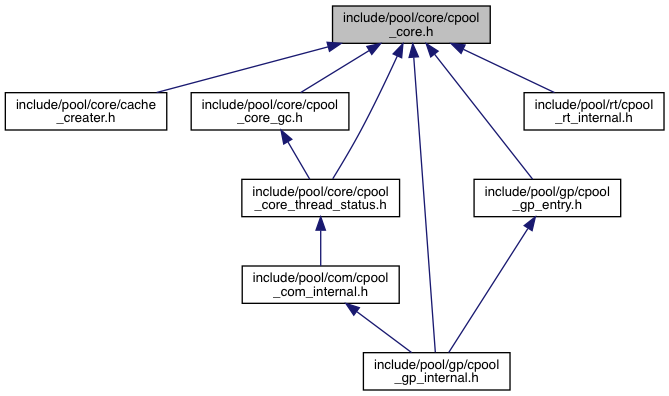 include/pool/core/cpool
_core.h
include/pool/core/cache
_creater.h
include/pool/core/cpool
_core_gc.h
include/pool/rt/cpool
_rt_internal.h
include/pool/core/cpool
_core_thread_status.h
include/pool/gp/cpool
_gp_entry.h
include/pool/com/cpool
_com_internal.h
include/pool/gp/cpool
_gp_internal.h